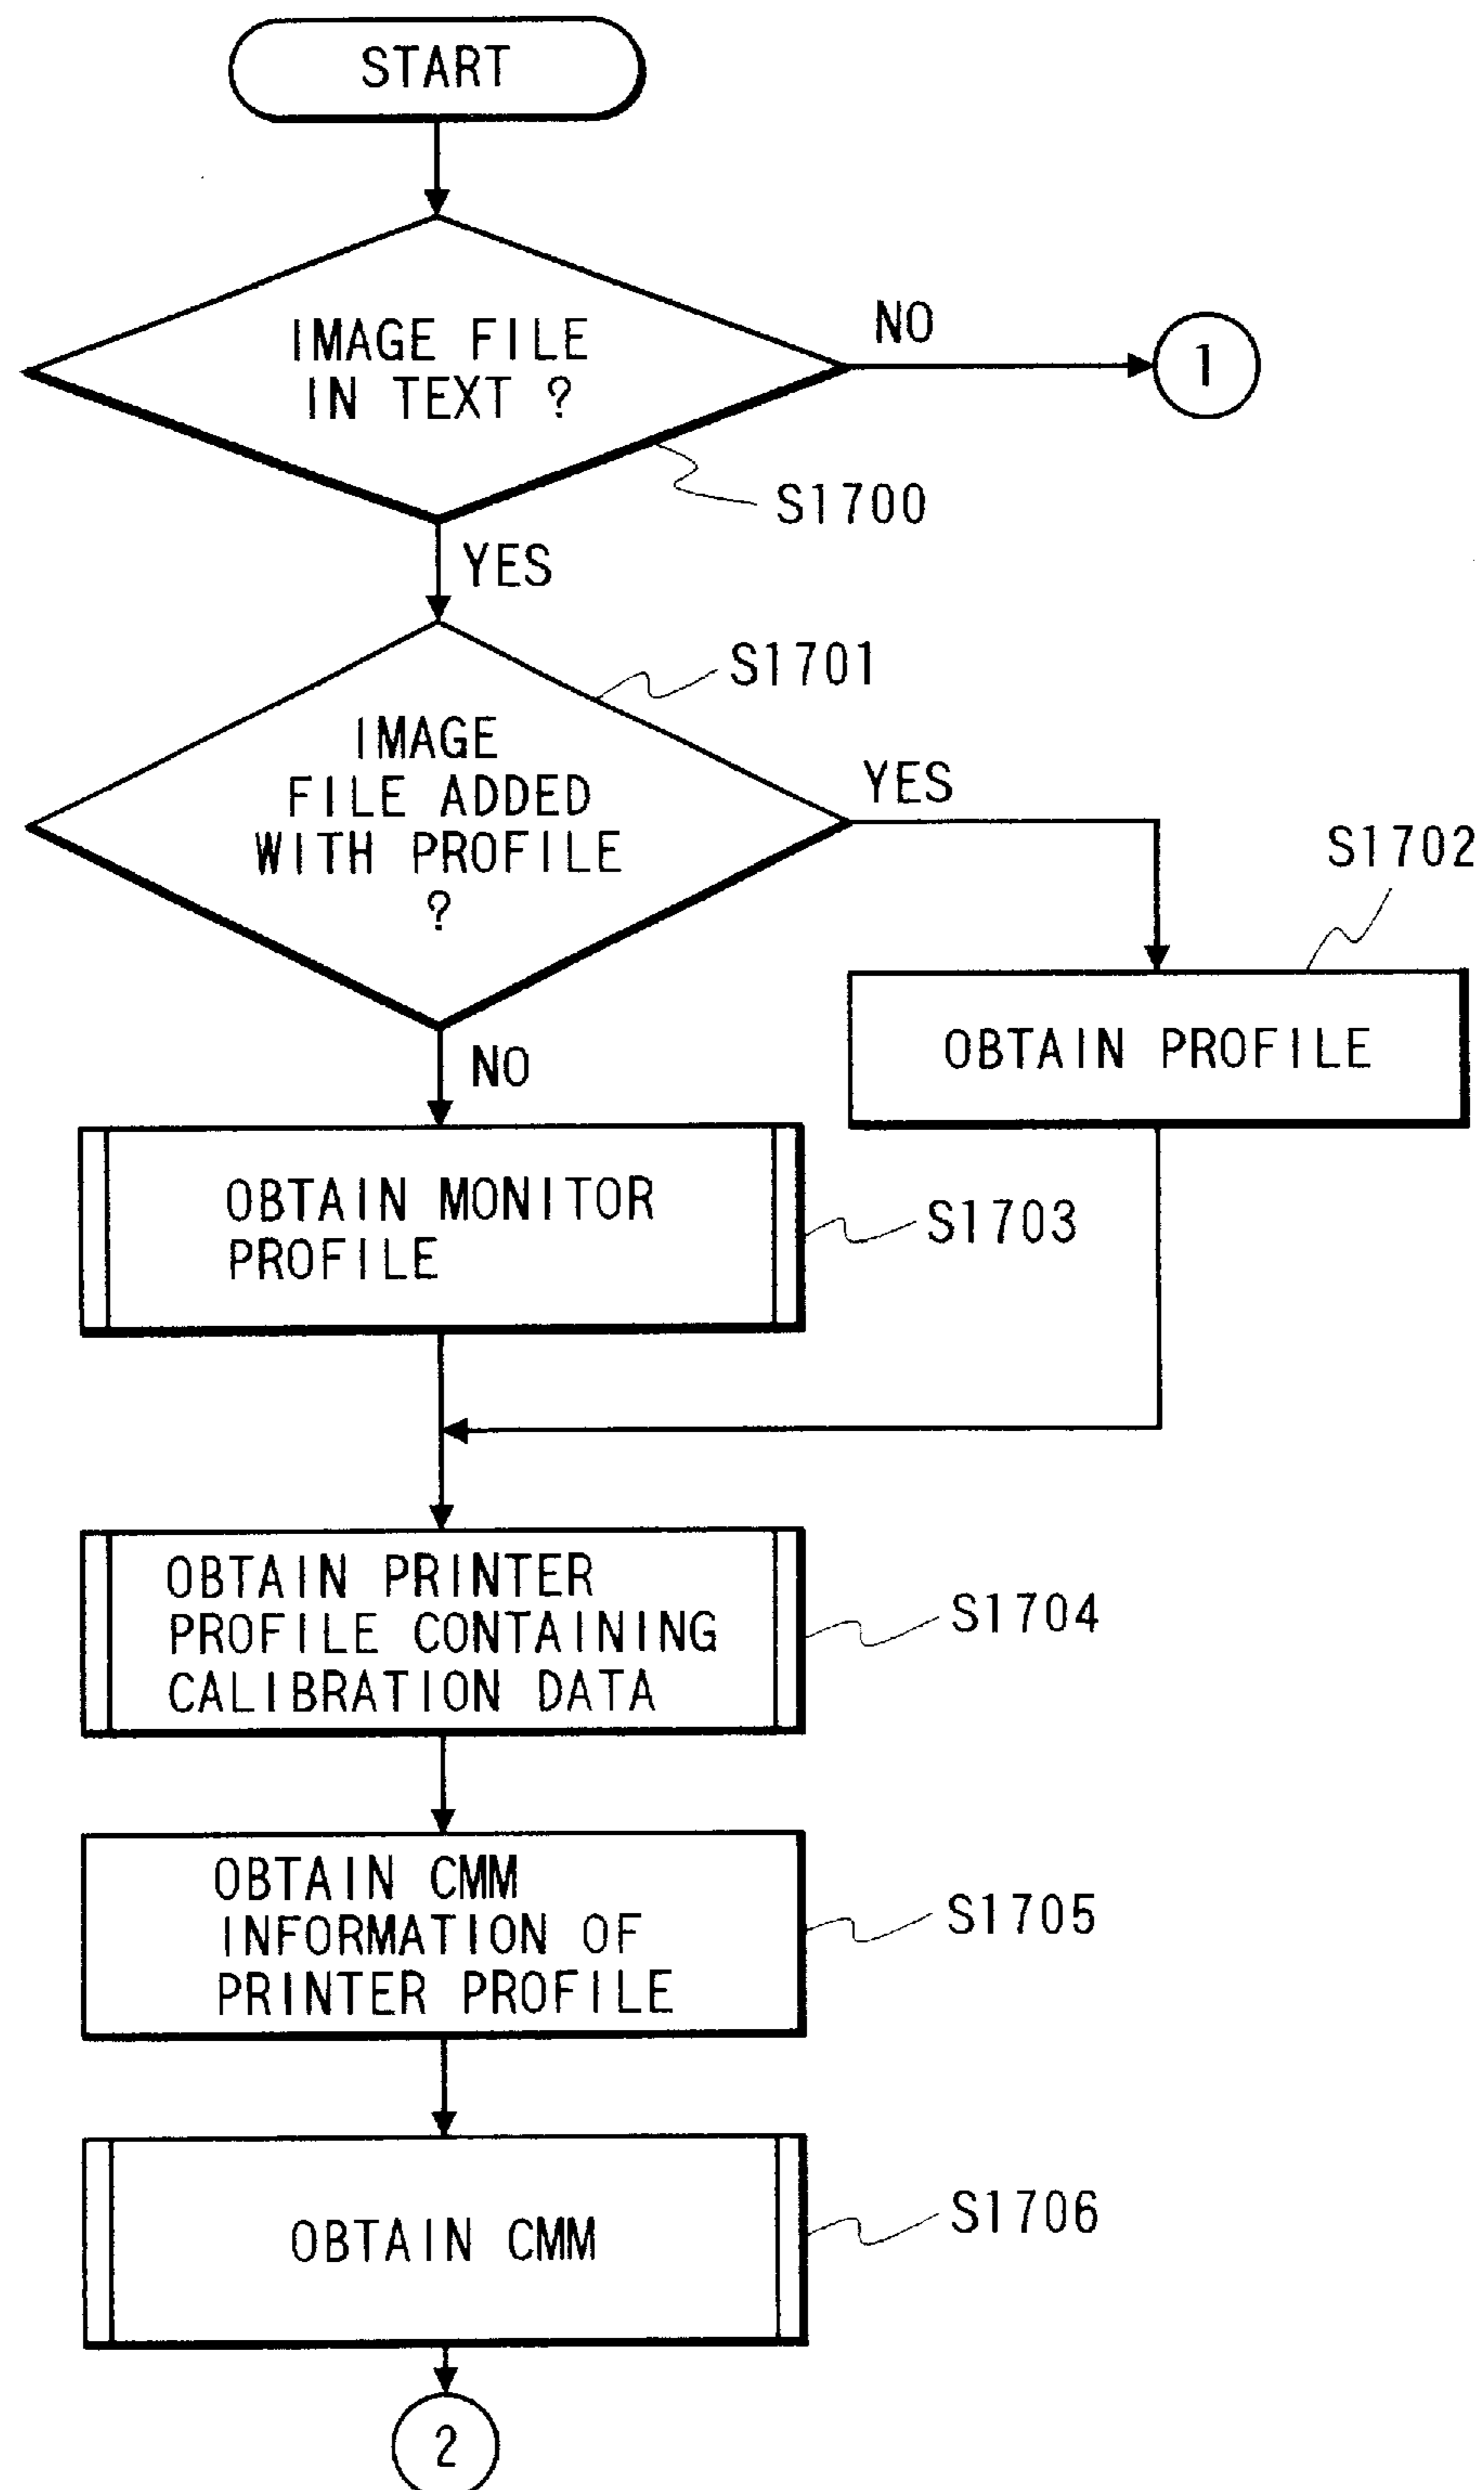 START
IMAGE FILE
IN TEXT ?
NO
1
S1700
YES
S1701
IMAGE
FILE ADDED
WITH PROFILE
?
YES
S1702
OBTAIN PROFILE
NO
OBTAIN MONITOR
PROFILE
S1703
OBTAIN PRINTER
PROFILE CONTAINING
CALIBRATION DATA
S1704
OBTAIN CMM
INFORMATION OF
PRINTER PROFILE
S1705
OBTAIN CMM
S1706
2